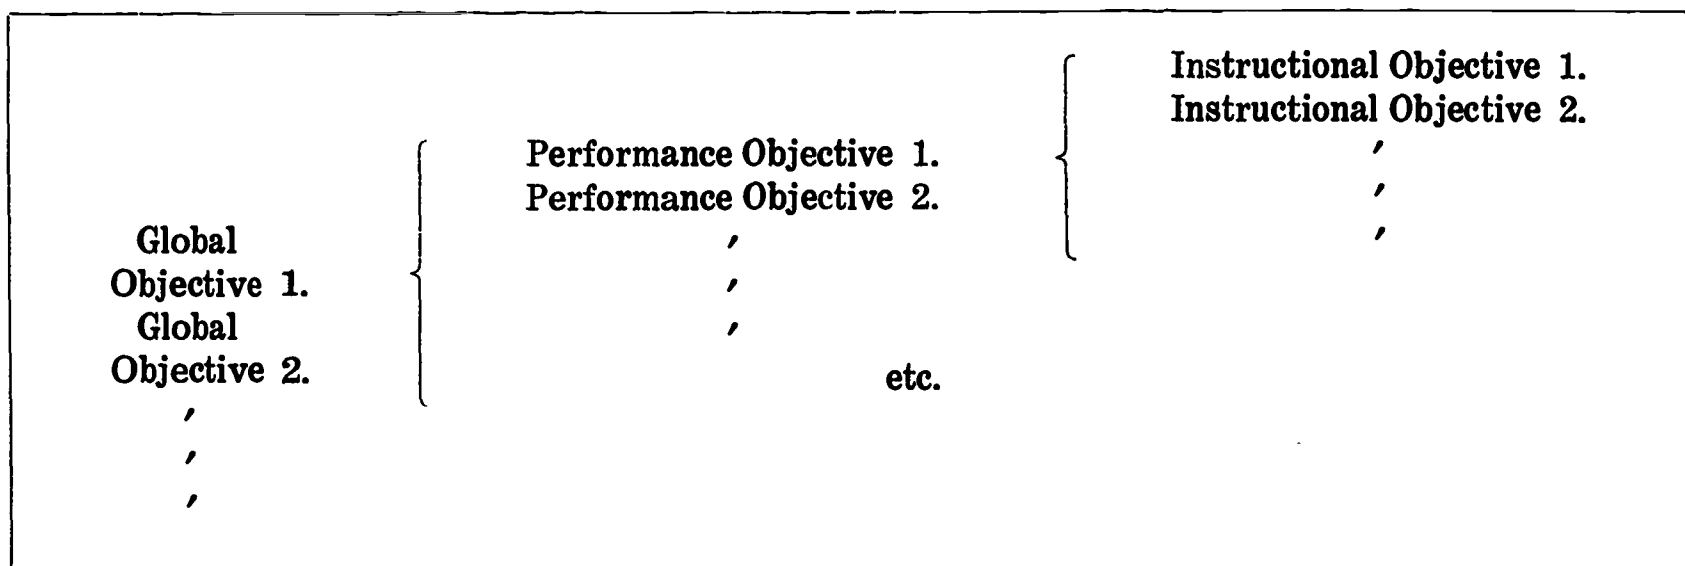 Instructional Objective 1.
Instructional Objective 2.
,
,
,
Performance Objective 1.
Performance Objective 2.
,
,
,
etc.
Global
Objective 1.
Global
Objective 2.
,
,
,